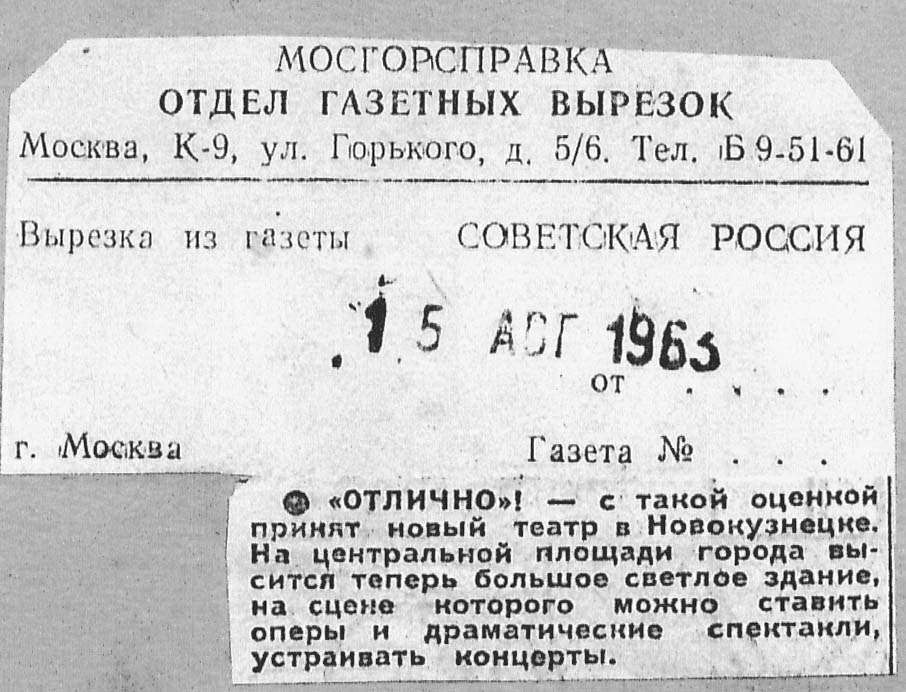 МОСГОРСПРАВКА
ОТДЕЛ ГАЗЕТНЫХ ВЫРЕЗОК
Москва, К-9, ул. Горького, д. 5/6. Тел. Б 9-51-61
Вырезка из газеты СОВЕТСКАЯ РОССИЯ
15 АВГ 1963
от . . . .
г. Москва Газета № . . .
«ОТЛИЧНО»! — с такой оценкой
принят новый театр в Новокузнецке.
На центральной площади города вы-
сится теперь большое светлое здание,
на сцене которого можно ставить
оперы и драматические спектакли,
устраивать концерты.